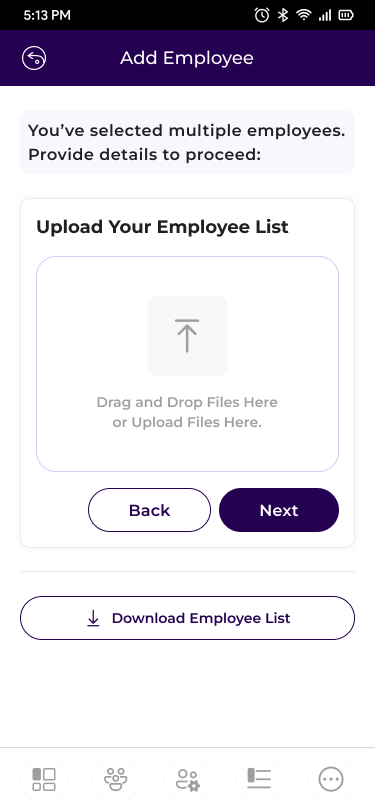 5:13 PM
Add Employee
You’ve selected multiple employees.
Provide details to proceed:
Upload Your Employee List
Drag and Drop Files Here
or Upload Files Here.
Back
Next
Download Employee List